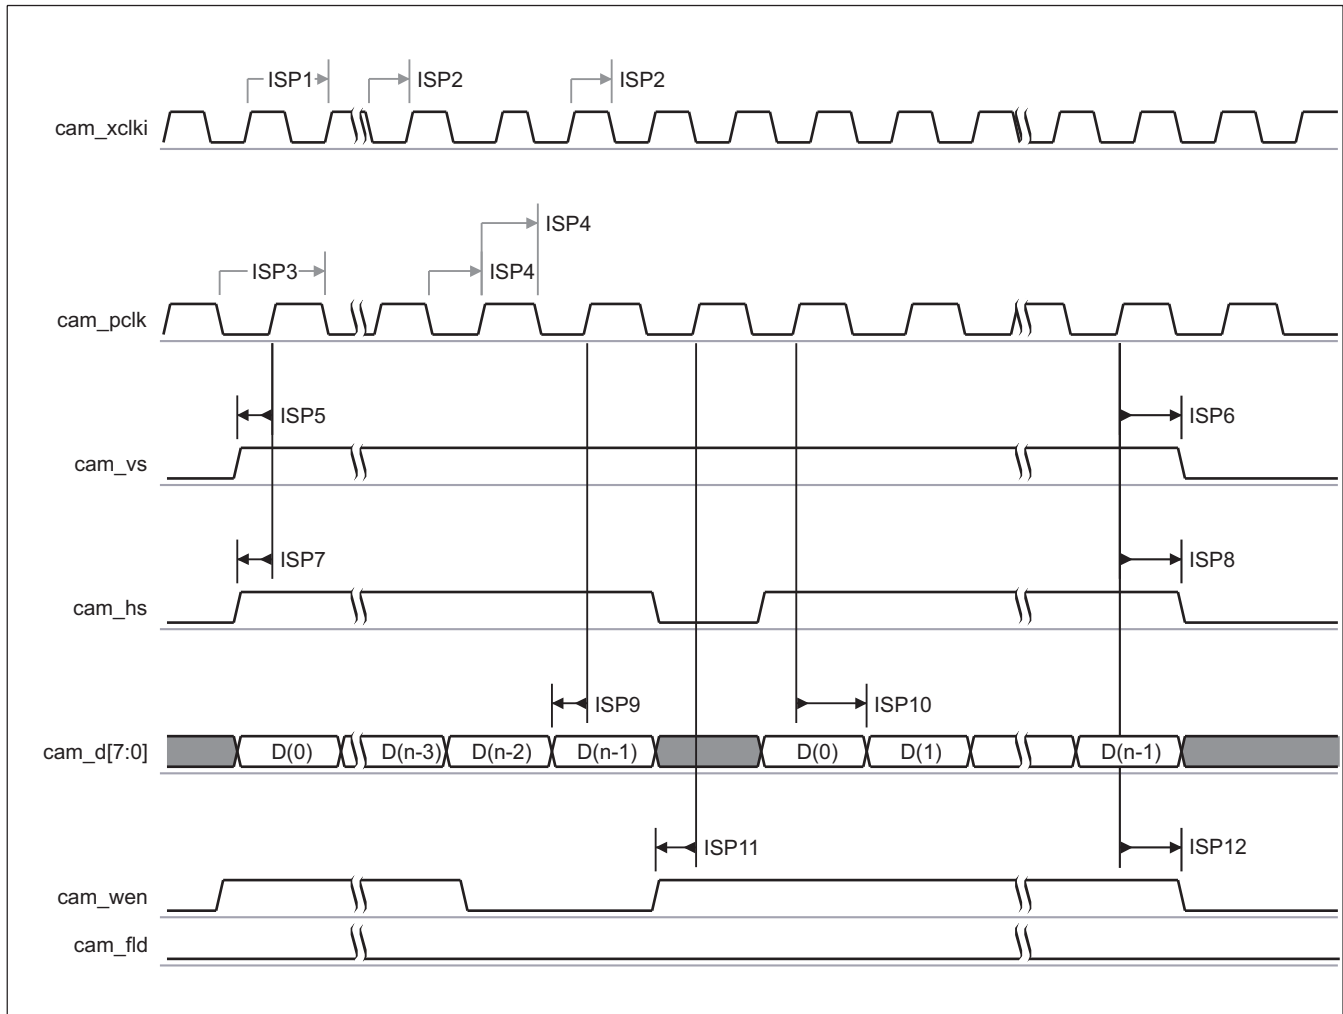 ISP1 ISP2 ISP2
cam_xclki
ISP4
ISP3 ISP4
cam_pclk
ISP5 ISP6
cam_vs
ISP7 ISP8
cam_hs
ISP9 ISP10
cam_d[7:0] D(0) D(n-3) D(n-2) D(n-1) D(0) D(1) D(n-1)
ISP11 ISP12
cam_wen
cam_fld